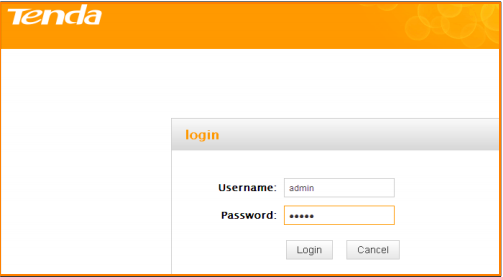 Tenda
login
Username: admin
Password: •••••
Login Cancel